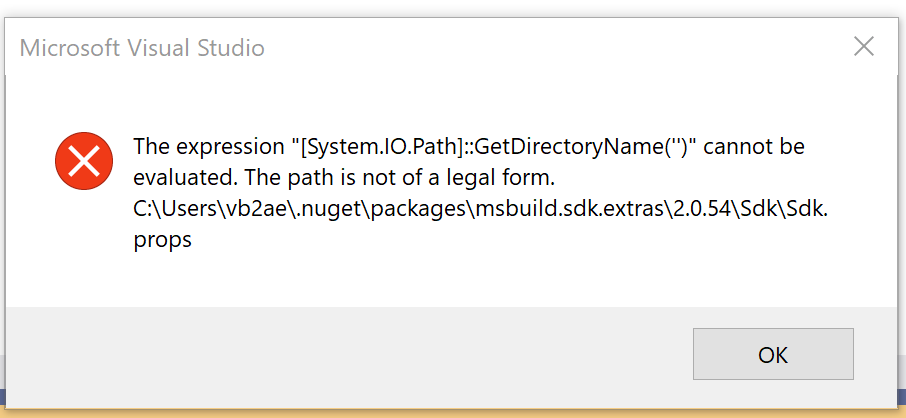 Microsoft Visual Studio
The expression "[System.IO.Path]::GetDirectoryName('')" cannot be
evaluated. The path is not of a legal form.
C:\Users\vb2ae\.nuget\packages\msbuild.sdk.extras\2.0.54\Sdk\Sdk.
props
OK